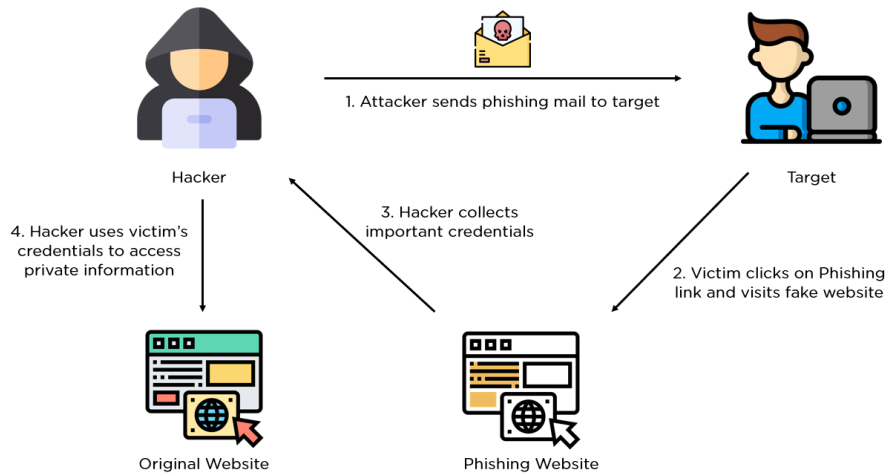 1. Attacker sends phishing mail to target
Hacker
Target
4. Hacker uses victim's
credentials to access
private information
3. Hacker collects
important credentials
2. Victim clicks on Phishing
link and visits fake website
Original Website
Phishing Website